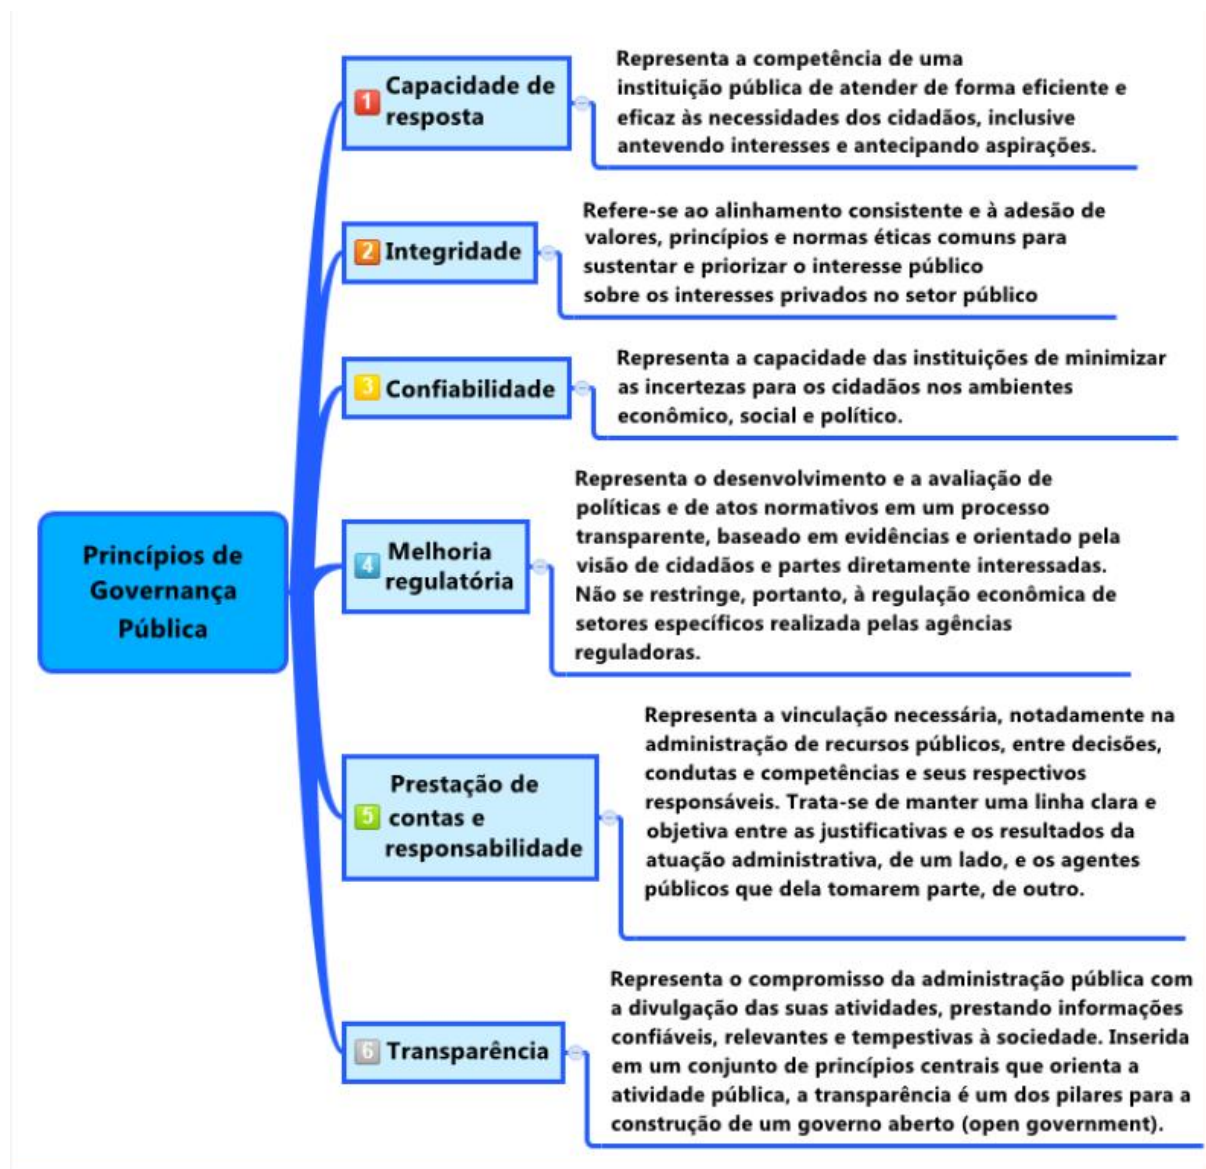 Princípios de
Governança
Pública
1
Capacidade de
resposta
Representa a competência de uma
instituição pública de atender de forma eficiente e
eficaz às necessidades dos cidadãos, inclusive
antevendo interesses e antecipando aspirações.
2
Integridade
Refere-se ao alinhamento consistente e à adesão de
valores, princípios e normas éticas comuns para
sustentar e priorizar o interesse público
sobre os interesses privados no setor público
3
Confiabilidade
Representa a capacidade das instituições de minimizar
as incertezas para os cidadãos nos ambientes
econômico, social e político.
4
Melhoria
regulatória
Representa o desenvolvimento e a avaliação de
políticas e de atos normativos em um processo
transparente, baseado em evidências e orientado pela
visão de cidadãos e partes diretamente interessadas.
Não se restringe, portanto, à regulação econômica de
setores específicos realizada pelas agências
reguladoras.
5
Prestação de
contas e
responsabilidade
Representa a vinculação necessária, notadamente na
administração de recursos públicos, entre decisões,
condutas e competências e seus respectivos
responsáveis. Trata-se de manter uma linha clara e
objetiva entre as justificativas e os resultados da
atuação administrativa, de um lado, e os agentes
públicos que dela tomarem parte, de outro.
6
Transparência
Representa o compromisso da administração pública com
a divulgação das suas atividades, prestando informações
confiáveis, relevantes e tempestivas à sociedade. Inserida
em um conjunto de princípios centrais que orienta a
atividade pública, a transparência é um dos pilares para a
construção de um governo aberto (open government).